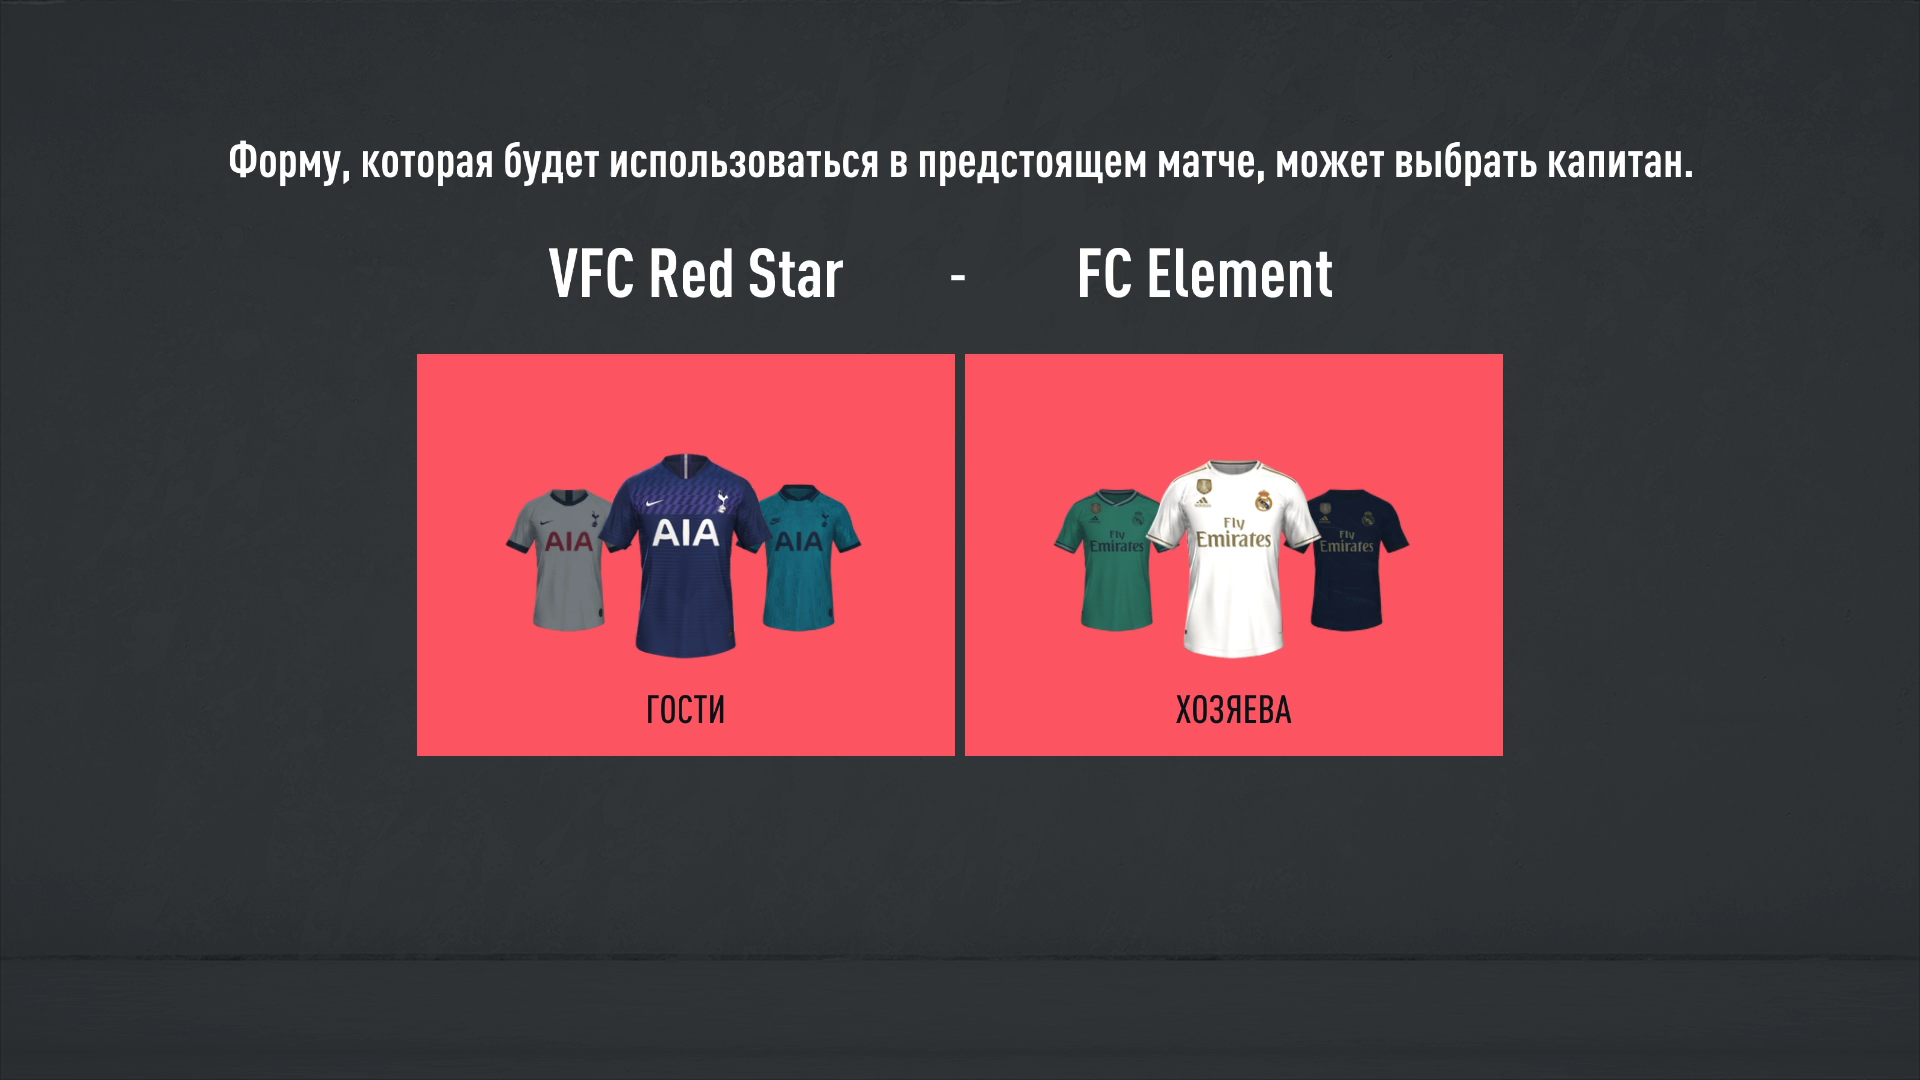 Форму, которая будет использоваться в предстоящем матче, может выбрать капитан.
VFC Red Star - FC Element
AIA
AIA
AIA
Fly
Emirates
Fly
Emirates
Fly
Emirates
ГОСТИ
ХОЗЯЕВА